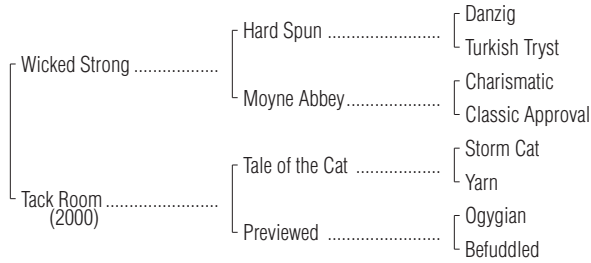 Danzig
Hard Spun ......................
Turkish Tryst
Wicked Strong .................
Charismatic
Moyne Abbey...................
Classic Approval
Storm Cat
Tale of the Cat .................
Yarn
Tack Room ......................
(2000)
Ogygian
Previewed ......................
Befuddled